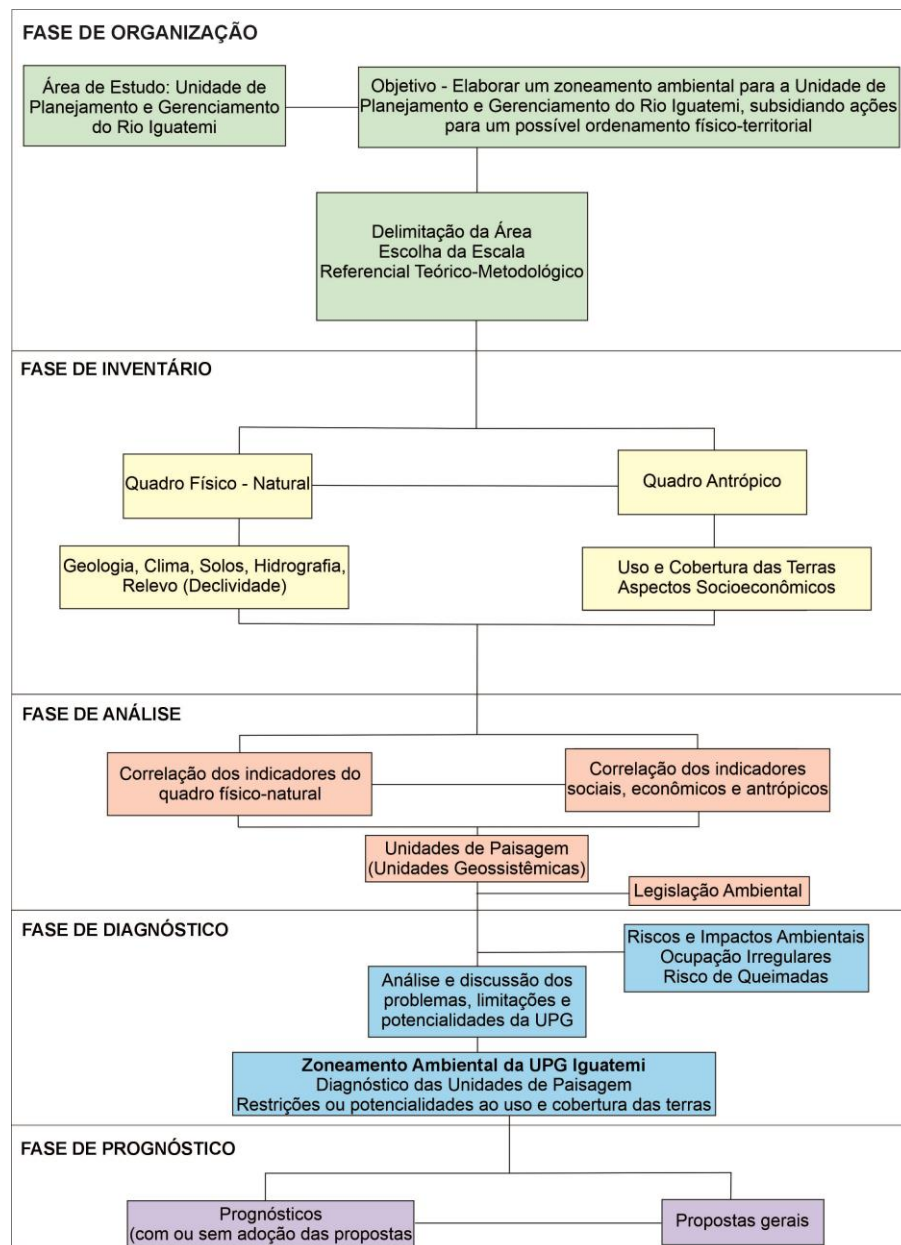 FASE DE ORGANIZAÇÃO
Área de Estudo: Unidade de
Planejamento e Gerenciamento
do Rio Iguatemi
Objetivo - Elaborar um zoneamento ambiental para a Unidade de
Planejamento e Gerenciamento do Rio Iguatemi, subsidiando ações
para um possível ordenamento físico-territorial
Delimitação da Área
Escolha da Escala
Referencial Teórico-Metodológico
FASE DE INVENTÁRIO
Quadro Físico - Natural
Quadro Antrópico
Geologia, Clima, Solos, Hidrografia,
Relevo (Declividade)
Uso e Cobertura das Terras
Aspectos Socioeconômicos
FASE DE ANÁLISE
Correlação dos indicadores do
quadro físico-natural
Correlação dos indicadores
sociais, econômicos e antrópicos
Unidades de Paisagem
(Unidades Geossistêmicas)
Legislação Ambiental
FASE DE DIAGNÓSTICO
Riscos e Impactos Ambientais
Ocupação Irregulares
Risco de Queimadas
Análise e discussão dos
problemas, limitações e
potencialidades da UPG
Zoneamento Ambiental da UPG Iguatemi
Diagnóstico das Unidades de Paisagem
Restrições ou potencialidades ao uso e cobertura das terras
FASE DE PROGNÓSTICO
Prognósticos
(com ou sem adoção das propostas
Propostas gerais